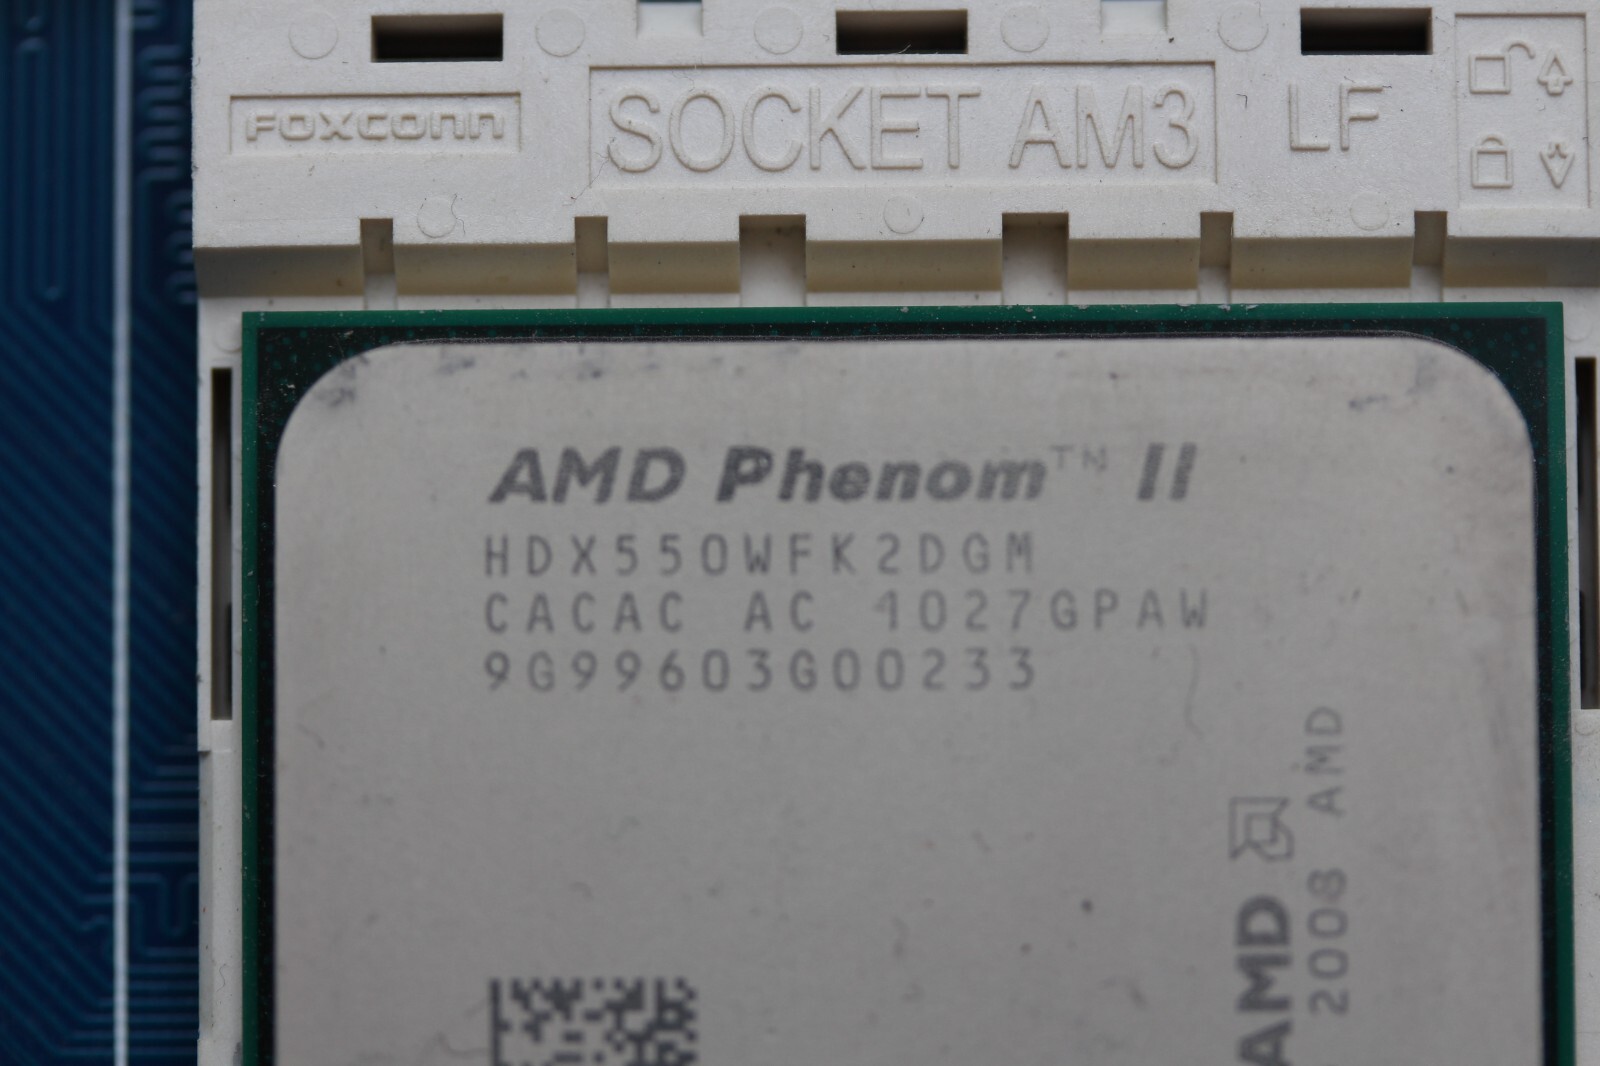 FOXCONN
SOCKET AM3
LF
AMD Phenom™ II
HDX550WFK2DGM
CACAC AC 1027GPAW
9G99603G00233
AMD
2008 AMD